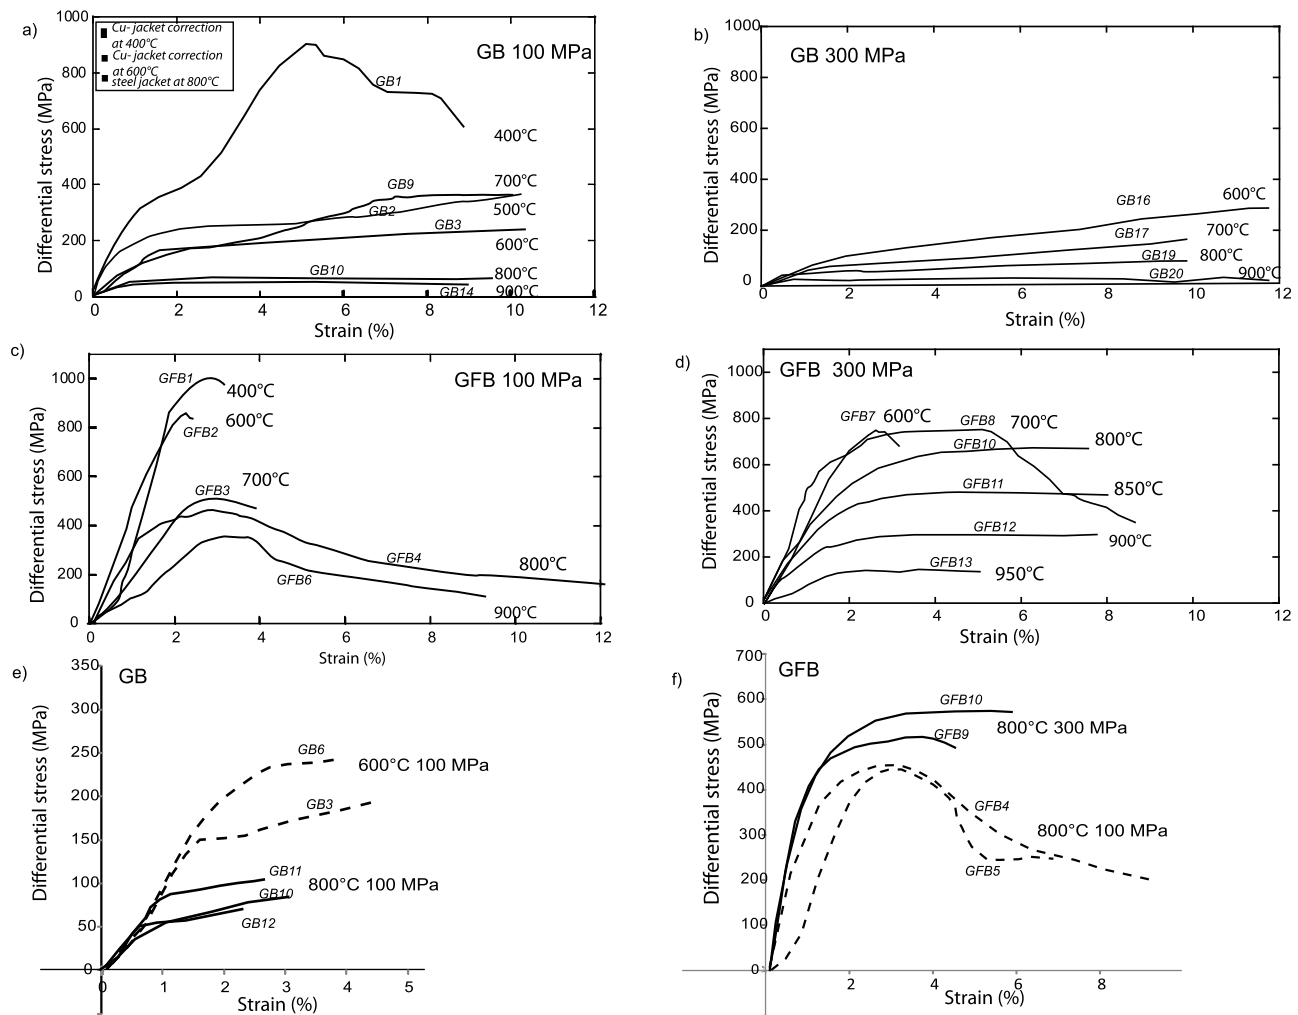 a)
1000
Cu- jacket correction
at 400°C
Cu- jacket correction
at 600°C
steel jacket at 800°C
GB 100 MPa
800
600
400
200
0
GB1
400°C
GB9
700°C
GB2
500°C
GB3
600°C
GB10
800°C
GB14
900°C
0 2 4 6 8 10 12
Strain (%)
Differential stress (MPa)
b)
1000
GB 300 MPa
800
600
400
200
0
GB16
600°C
GB17
700°C
GB19
800°C
GB20
900°C
0 2 4 6 8 10 12
Strain (%)
Differential stress (MPa)
c)
1000
800
600
400
200
0
GFB 100 MPa
GFB1
400°C
600°C
GFB2
700°C
GFB3
GFB4
800°C
GFB6
900°C
0 2 4 6 8 10 12
Strain (%)
Differential stress (MPa)
d)
1000
800
600
400
200
0
GFB 300 MPa
GFB7
600°C
GFB8
700°C
GFB10
800°C
GFB11
850°C
GFB12
900°C
GFB13
950°C
0 2 4 6 8 10 12
Strain (%)
Differential stress (MPa)
e)
350
300
250
200
150
100
50
0
GB
GB6
600°C 100 MPa
GB3
GB11
800°C 100 MPa
GB10
GB12
0 1 2 3 4 5
Strain (%)
Differential stress (MPa)
f)
700
600
500
400
300
200
100
0
GFB
GFB10
800°C 300 MPa
GFB9
GFB4
800°C 100 MPa
GFB5
2 4 6 8
Strain (%)
Differential stress (MPa)